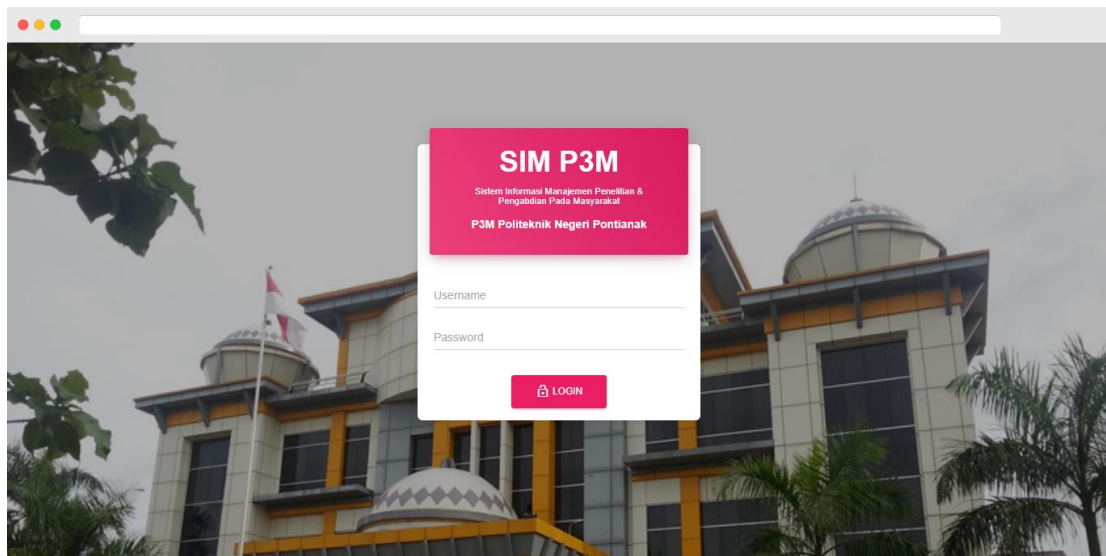 SIM P3M
Sistem Informasi Manajemen Penelitian &
Pengabdian Pada Masyarakat
P3M Politeknik Negeri Pontianak
Username
Password
LOGIN